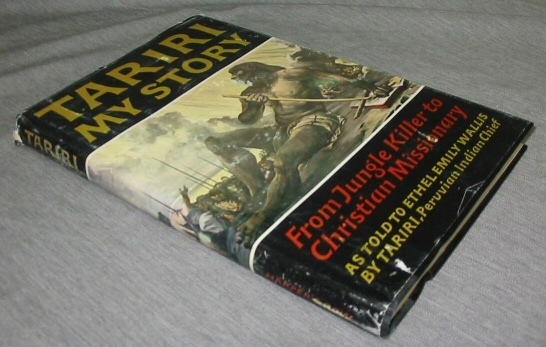 TARIRI
MY STORY
From Jungle Killer to
Christian Missionary
AS TOLD TO ETHEL EMILY WALLIS
BY TARIRI, Peruvian Indian Chief
TARIRI
HARPER